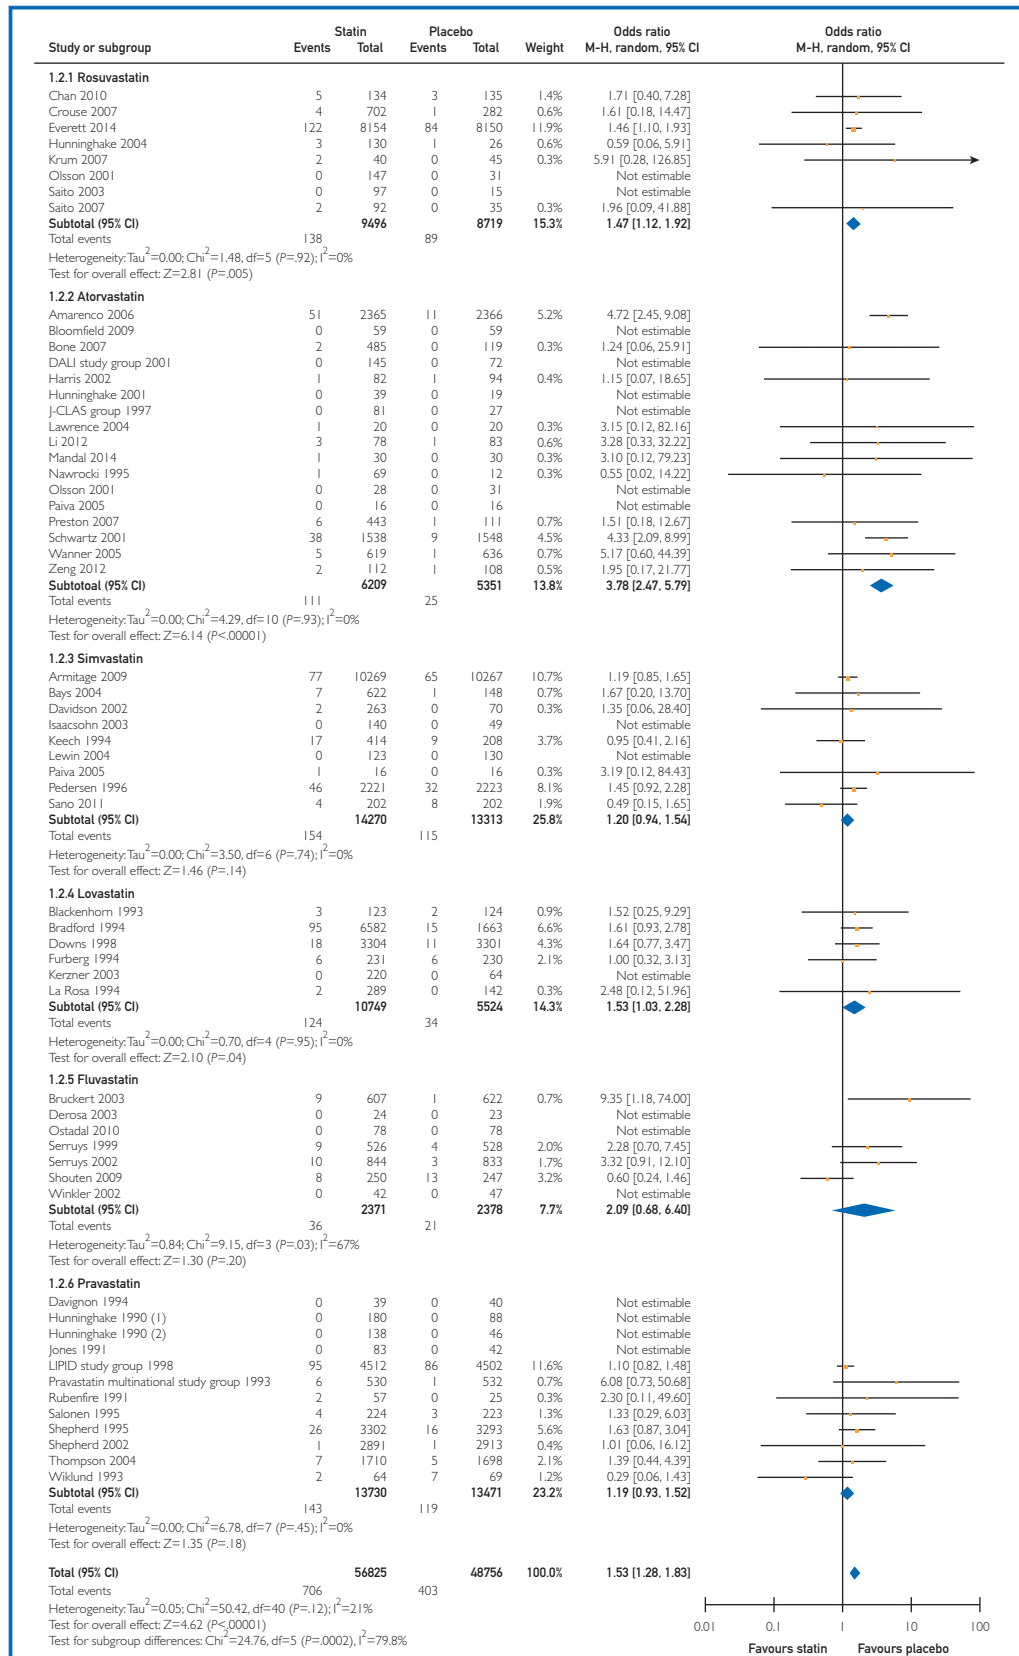 Statin Placebo Odds ratio Odds ratio
Study or subgroup Events Total Events Total Weight M-H, random, 95% CI M-H, random, 95% CI
1.2.1 Rosuvastatin
Chan 2010 5 134 3 135 1.4% 1.71 [0.40, 7.28]
Crouse 2007 4 702 1 282 0.6% 1.61 [0.18, 14.47]
Everett 2014 122 8154 84 8150 11.9% 1.46 [1.10, 1.93]
Hunninghake 2004 3 130 1 26 0.6% 0.59 [0.06, 5.91]
Krum 2007 2 40 0 45 0.3% 5.91 [0.28, 126.85]
Olsson 2001 0 147 0 31 Not estimable
Saito 2003 0 97 0 15 Not estimable
Saito 2007 2 92 0 35 0.3% 1.96 [0.09, 41.88]
Subtotal (95% CI) 9496 8719 15.3% 1.47 [1.12, 1.92]
Total events 138 89
Heterogeneity: Tau²=0.00; Chi²=1.48, df=5 (P=.92); I²=0%
Test for overall effect: Z=2.81 (P=.005)
1.2.2 Atorvastatin
Amarenco 2006 51 2365 11 2366 5.2% 4.72 [2.45, 9.08]
Bloomfield 2009 0 59 0 59 Not estimable
Bone 2007 2 485 0 119 0.3% 1.24 [0.06, 25.91]
DALI study group 2001 0 145 0 72 Not estimable
Harris 2002 1 82 1 94 0.4% 1.15 [0.07, 18.65]
Hunninghake 2001 0 39 0 19 Not estimable
J-CLAS group 1997 0 81 0 27 Not estimable
Lawrence 2004 1 20 0 20 0.3% 3.15 [0.12, 82.16]
Li 2012 3 78 1 83 0.6% 3.28 [0.33, 32.22]
Mandal 2014 1 30 0 30 0.3% 3.10 [0.12, 79.23]
Nawrocki 1995 1 69 0 12 0.3% 0.55 [0.02, 14.22]
Olsson 2001 0 28 0 31 Not estimable
Paiva 2005 0 16 0 16 Not estimable
Preston 2007 6 443 1 111 0.7% 1.51 [0.18, 12.67]
Schwartz 2001 38 1538 9 1548 4.5% 4.33 [2.09, 8.99]
Wanner 2005 5 619 1 636 0.7% 5.17 [0.60, 44.39]
Zeng 2012 2 112 1 108 0.5% 1.95 [0.17, 21.77]
Subtotoal (95% CI) 6209 5351 13.8% 3.78 [2.47, 5.79]
Total events 111 25
Heterogeneity: Tau²=0.00; Chi²=4.29, df=10 (P=.93); I²=0%
Test for overall effect: Z=6.14 (P<.00001)
1.2.3 Simvastatin
Armitage 2009 77 10269 65 10267 10.7% 1.19 [0.85, 1.65]
Bays 2004 7 622 1 148 0.7% 1.67 [0.20, 13.70]
Davidson 2002 2 263 0 70 0.3% 1.35 [0.06, 28.40]
Isaacsohn 2003 0 140 0 49 Not estimable
Keech 1994 17 414 9 208 3.7% 0.95 [0.41, 2.16]
Lewin 2004 0 123 0 130 Not estimable
Paiva 2005 1 16 0 16 0.3% 3.19 [0.12, 84.43]
Pedersen 1996 46 2221 32 2223 8.1% 1.45 [0.92, 2.28]
Sano 2011 4 202 8 202 1.9% 0.49 [0.15, 1.65]
Subtotal (95% CI) 14270 13313 25.8% 1.20 [0.94, 1.54]
Total events 154 115
Heterogeneity: Tau²=0.00; Chi²=3.50, df=6 (P=.74); I²=0%
Test for overall effect: Z=1.46 (P=.14)
1.2.4 Lovastatin
Blackenhorn 1993 3 123 2 124 0.9% 1.52 [0.25, 9.29]
Bradford 1994 95 6582 15 1663 6.6% 1.61 [0.93, 2.78]
Downs 1998 18 3304 11 3301 4.3% 1.64 [0.77, 3.47]
Furberg 1994 6 231 6 230 2.1% 1.00 [0.32, 3.13]
Kerzner 2003 0 220 0 64 Not estimable
La Rosa 1994 2 289 0 142 0.3% 2.48 [0.12, 51.96]
Subtotal (95% CI) 10749 5524 14.3% 1.53 [1.03, 2.28]
Total events 124 34
Heterogeneity: Tau²=0.00; Chi²=0.70, df=4 (P=.95); I²=0%
Test for overall effect: Z=2.10 (P=.04)
1.2.5 Fluvastatin
Bruckert 2003 9 607 1 622 0.7% 9.35 [1.18, 74.00]
Derosa 2003 0 24 0 23 Not estimable
Ostadal 2010 0 78 0 78 Not estimable
Serruys 1999 9 526 4 528 2.0% 2.28 [0.70, 7.45]
Serruys 2002 10 844 3 833 1.7% 3.32 [0.91, 12.10]
Shouten 2009 8 250 13 247 3.2% 0.60 [0.24, 1.46]
Winkler 2002 0 42 0 47 Not estimable
Subtotal (95% CI) 2371 2378 7.7% 2.09 [0.68, 6.40]
Total events 36 21
Heterogeneity: Tau²=0.84; Chi²=9.15, df=3 (P=.03); I²=67%
Test for overall effect: Z=1.30 (P=.20)
1.2.6 Pravastatin
Davignon 1994 0 39 0 40 Not estimable
Hunninghake 1990 (1) 0 180 0 88 Not estimable
Hunninghake 1990 (2) 0 138 0 46 Not estimable
Jones 1991 0 83 0 42 Not estimable
LIPID study group 1998 95 4512 86 4502 11.6% 1.10 [0.82, 1.48]
Pravastatin multinational study group 1993 6 530 1 532 0.7% 6.08 [0.73, 50.68]
Rubenfire 1991 2 57 0 25 0.3% 2.30 [0.11, 49.60]
Salonen 1995 4 224 3 223 1.3% 1.33 [0.29, 6.03]
Shepherd 1995 26 3302 16 3293 5.6% 1.63 [0.87, 3.04]
Shepherd 2002 1 2891 1 2913 0.4% 1.01 [0.06, 16.12]
Thompson 2004 7 1710 5 1698 2.1% 1.39 [0.44, 4.39]
Wiklund 1993 2 64 7 69 1.2% 0.29 [0.06, 1.43]
Subtotal (95% CI) 13730 13471 23.2% 1.19 [0.93, 1.52]
Total events 143 119
Heterogeneity: Tau²=0.00; Chi²=6.78, df=7 (P=.45); I²=0%
Test for overall effect: Z=1.35 (P=.18)
Total (95% CI) 56825 48756 100.0% 1.53 [1.28, 1.83]
Total events 706 403
Heterogeneity: Tau²=0.05; Chi²=50.42, df=40 (P=.12); I²=21%
Test for overall effect: Z=4.62 (P<.00001)
Test for subgroup differences: Chi²=24.76, df=5 (P=.0002), I²=79.8%
0.01 0.1 1 10 100
Favours statin Favours placebo